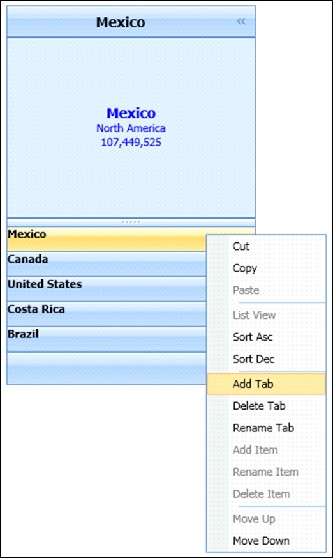 Mexico «
Mexico
North America
107,449,525
Mexico
Canada
United States
Costa Rica
Brazil
Cut
Copy
Paste
List View
Sort Asc
Sort Dec
Add Tab
Delete Tab
Rename Tab
Add Item
Rename Item
Delete Item
Move Up
Move Down